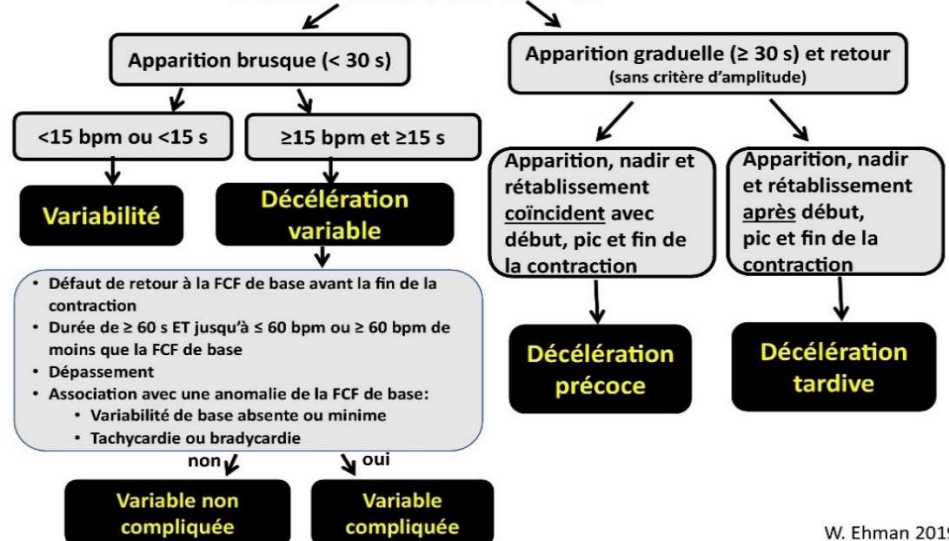 Apparition brusque (< 30 s)
Apparition graduelle (≥ 30 s) et retour
(sans critère d'amplitude)
<15 bpm ou <15 s
≥15 bpm et ≥15 s
Variabilité
Décélération
variable
Apparition, nadir et
rétablissement
coïncident avec
début, pic et fin de
la contraction
Apparition, nadir
et rétablissement
après début,
pic et fin de la
contraction
• Défaut de retour à la FCF de base avant la fin de la
contraction
• Durée de ≥ 60 s ET jusqu'à ≤ 60 bpm ou ≥ 60 bpm de
moins que la FCF de base
• Dépassement
• Association avec une anomalie de la FCF de base:
• Variabilité de base absente ou minime
• Tachycardie ou bradycardie
Décélération
précoce
Décélération
tardive
non
oui
Variable non
compliquée
Variable
compliquée
W. Ehman 2019